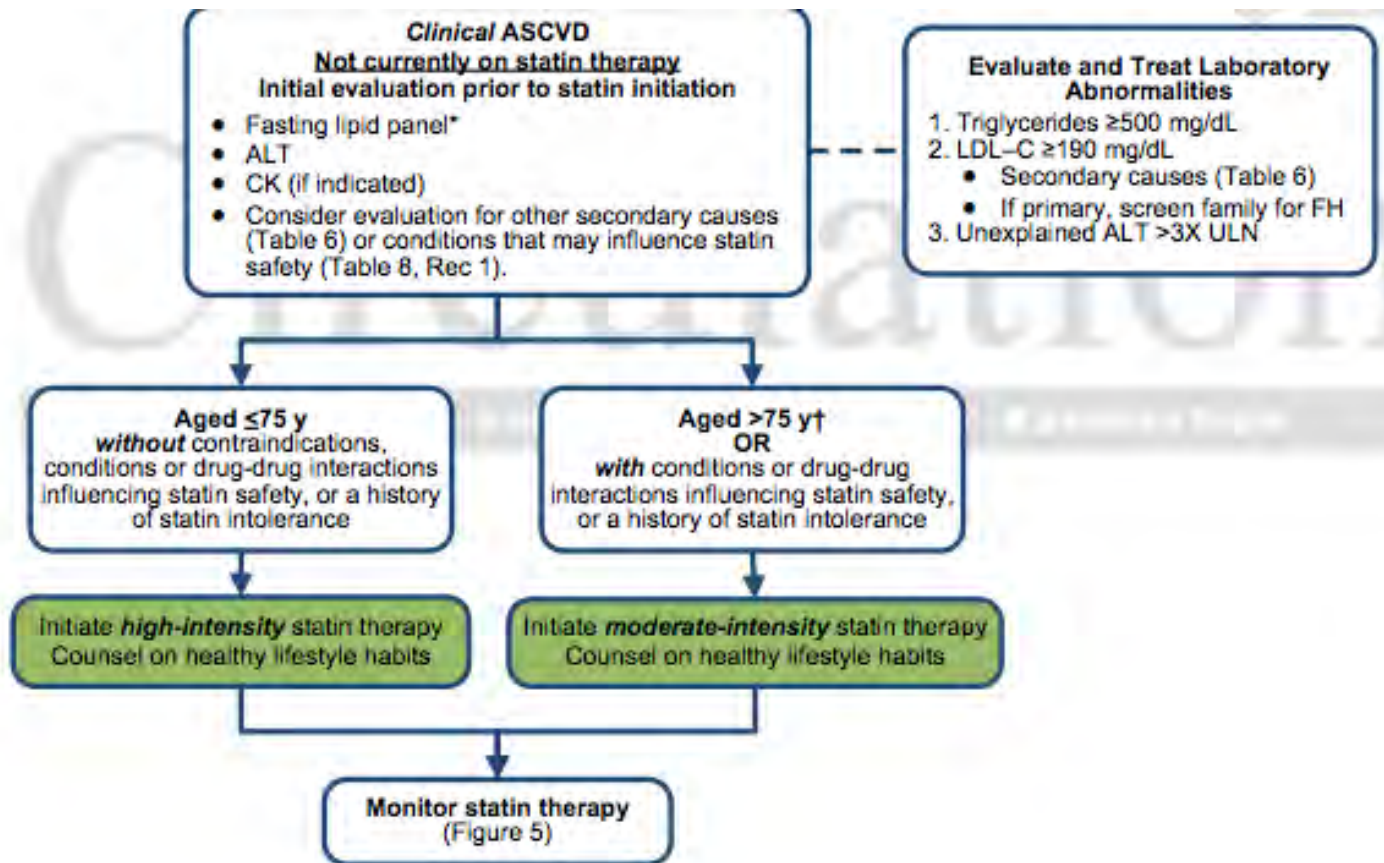 Clinical ASCVD
Not currently on statin therapy
Initial evaluation prior to statin initiation
• Fasting lipid panel*
• ALT
• CK (if indicated)
• Consider evaluation for other secondary causes
(Table 6) or conditions that may influence statin
safety (Table 8, Rec 1).
Evaluate and Treat Laboratory
Abnormalities
1. Triglycerides ≥500 mg/dL
2. LDL–C ≥190 mg/dL
• Secondary causes (Table 6)
• If primary, screen family for FH
3. Unexplained ALT >3X ULN
Aged ≤75 y
without contraindications,
conditions or drug-drug interactions
influencing statin safety, or a history
of statin intolerance
Aged >75 y†
OR
with conditions or drug-drug
interactions influencing statin safety,
or a history of statin intolerance
Initiate high-intensity statin therapy
Counsel on healthy lifestyle habits
Initiate moderate-intensity statin therapy
Counsel on healthy lifestyle habits
Monitor statin therapy
(Figure 5)